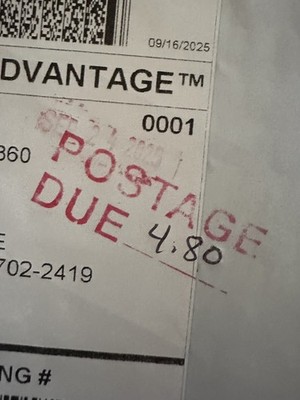 09/16/2025
DVANTAGE™
0001
360
POSTAGE
DUE 4.80
E
702-2419
NG #